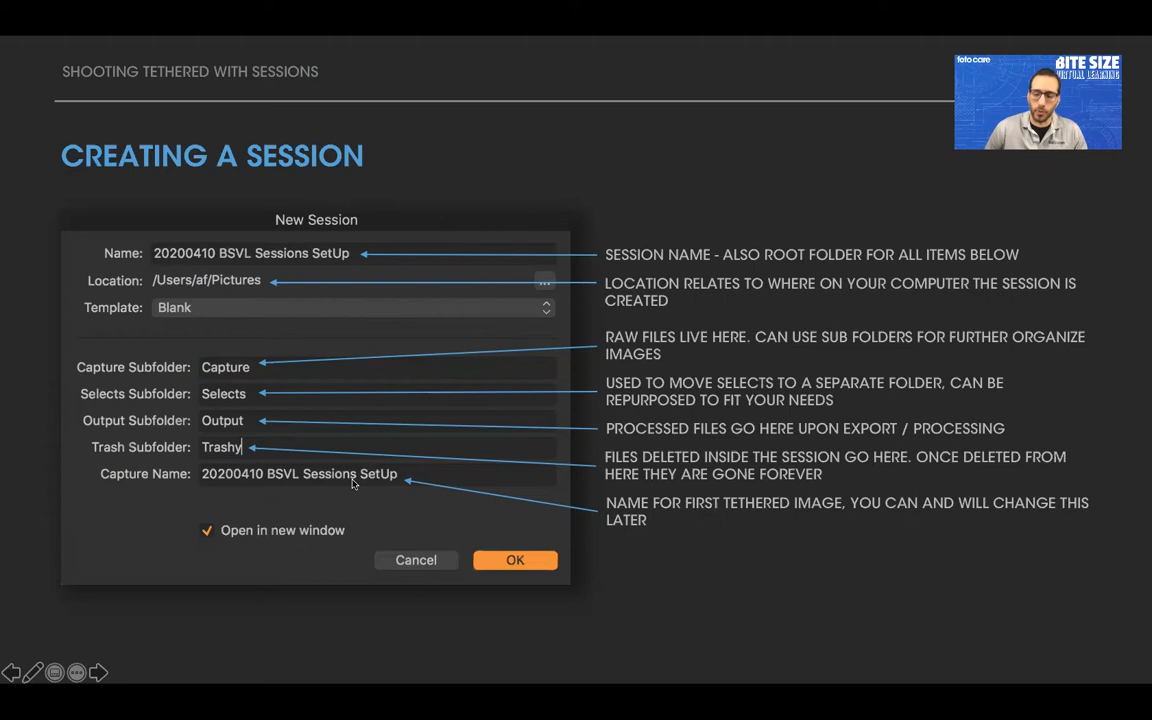 SHOOTING TETHERED WITH SESSIONS
foto care
BITE SIZE
VIRTUAL LEARNING
CREATING A SESSION
New Session
Name: 20200410 BSVL Sessions SetUp
SESSION NAME - ALSO ROOT FOLDER FOR ALL ITEMS BELOW
Location: /Users/af/Pictures ...
LOCATION RELATES TO WHERE ON YOUR COMPUTER THE SESSION IS
CREATED
Template: Blank
Capture Subfolder: Capture
RAW FILES LIVE HERE. CAN USE SUB FOLDERS FOR FURTHER ORGANIZE
IMAGES
Selects Subfolder: Selects
USED TO MOVE SELECTS TO A SEPARATE FOLDER, CAN BE
REPURPOSED TO FIT YOUR NEEDS
Output Subfolder: Output
PROCESSED FILES GO HERE UPON EXPORT / PROCESSING
Trash Subfolder: Trashy
FILES DELETED INSIDE THE SESSION GO HERE. ONCE DELETED FROM
HERE THEY ARE GONE FOREVER
Capture Name: 20200410 BSVL Sessions SetUp
NAME FOR FIRST TETHERED IMAGE, YOU CAN AND WILL CHANGE THIS
LATER
Open in new window
Cancel OK